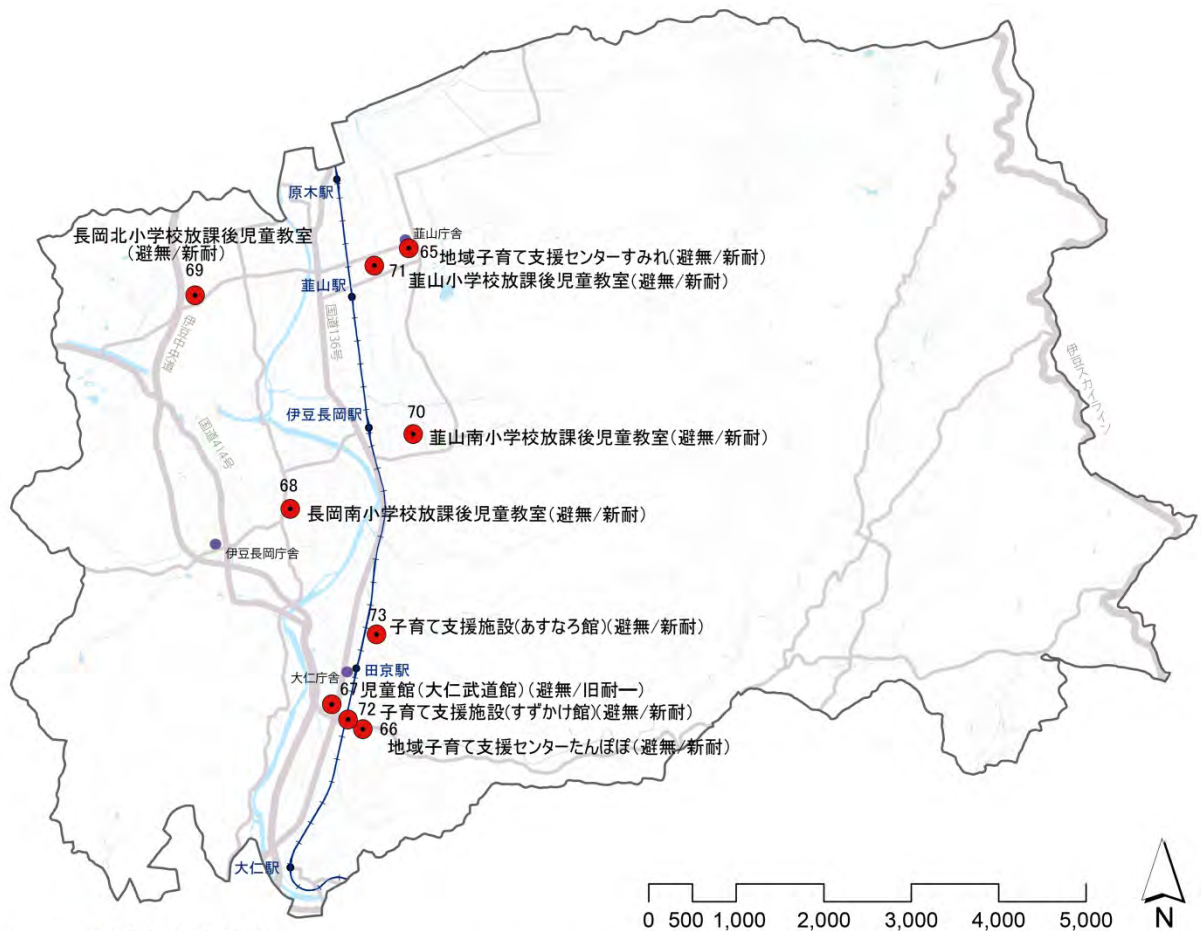 原木駅
韮山庁舎
長岡北小学校放課後児童教室
(避無/新耐)
69
65
地域子育て支援センターすみれ(避無/新耐)
71
韮山小学校放課後児童教室(避無/新耐)
韮山駅
国道136号
伊豆中央道
伊豆スカイライン
伊豆長岡駅
70
韮山南小学校放課後児童教室(避無/新耐)
国道414号
68
長岡南小学校放課後児童教室(避無/新耐)
伊豆長岡庁舎
73
子育て支援施設(あすなろ館)(避無/新耐)
田京駅
大仁庁舎
67 児童館(大仁武道館)(避無/旧耐一)
72 子育て支援施設(すずかけ館)(避無/新耐)
66
地域子育て支援センターたんぽぽ(避無/新耐)
大仁駅
0 500 1,000 2,000 3,000 4,000 5,000
N